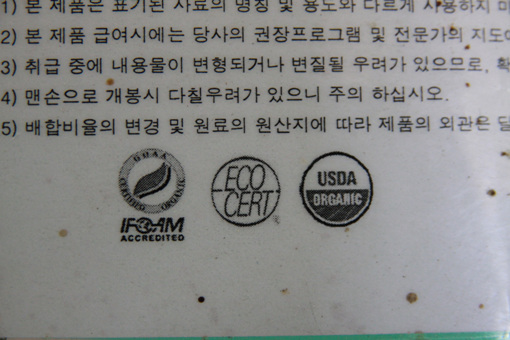 1) 본 제품은 표기된 사료의 명칭 및 용도와 다르게 사용하지
2) 본 제품 급여시에는 당사의 권장프로그램 및 전문가의 지도에
3) 취급 중에 내용물이 변형되거나 변질될 우려가 있으므로, 확
4) 맨손으로 개봉시 다칠우려가 있으니 주의 하십시오.
5) 배합비율의 변경 및 원료의 원산지에 따라 제품의 외관은 달
CERTIFIED ORGANIC
IFOAM
ACCREDITED
ECO
CERT
USDA
ORGANIC